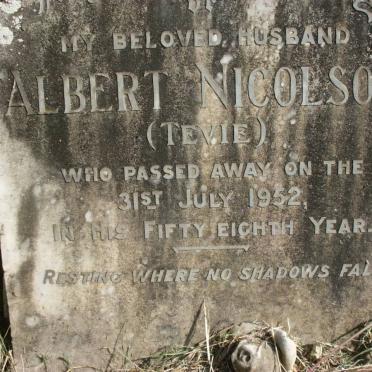 MY BELOVED HUSBAND
ALBERT NICOLSO
(TEVIE)
WHO PASSED AWAY ON THE
31ST JULY 1952,
IN HIS FIFTY EIGHTH YEAR.
RESTING WHERE NO SHADOWS FAL